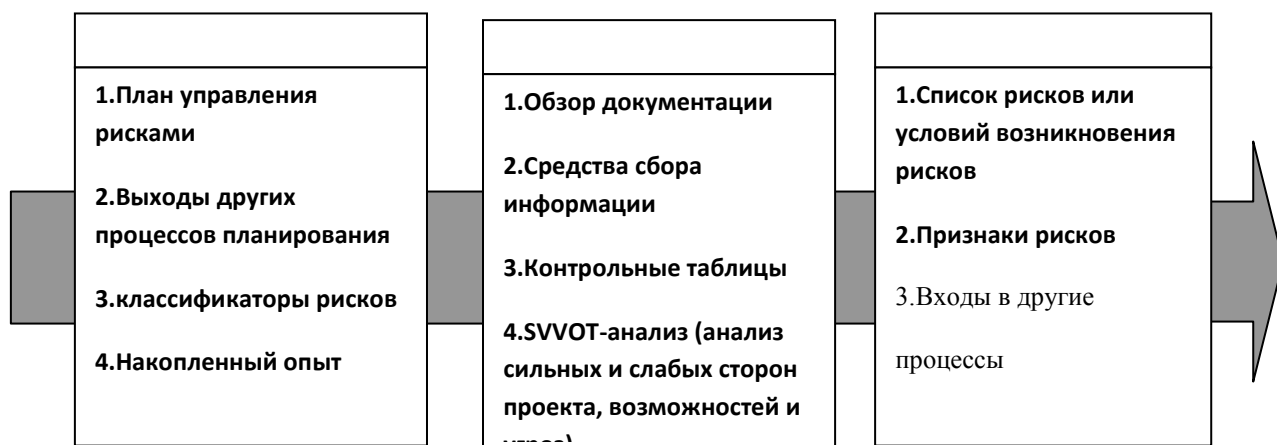 1.План управления
рисками
2.Выходы других
процессов планирования
3.классификаторы рисков
4.Накопленный опыт
1.Обзор документации
2.Средства сбора
информации
3.Контрольные таблицы
4.SVVOT-анализ (анализ
сильных и слабых сторон
проекта, возможностей и
1.Список рисков или
условий возникновения
рисков
2.Признаки рисков
3.Входы в другие
процессы